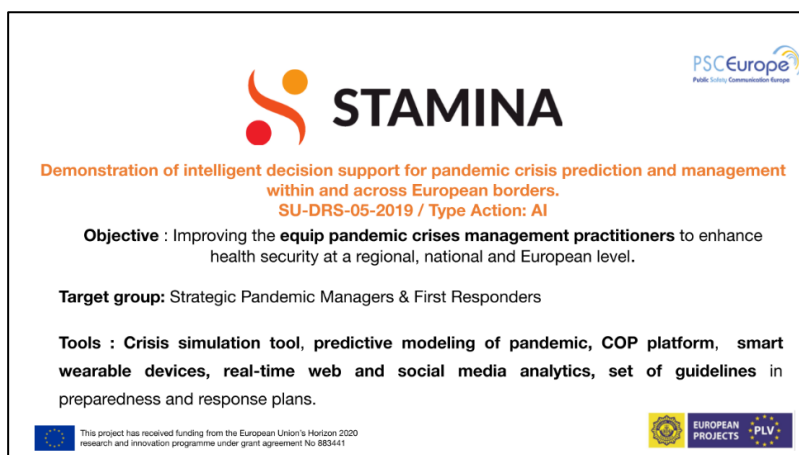 PSCEurope
Public Safety Communication Europe
STAMINA
Demonstration of intelligent decision support for pandemic crisis prediction and management
within and across European borders.
SU-DRS-05-2019 / Type Action: AI
Objective : Improving the equip pandemic crises management practitioners to enhance
health security at a regional, national and European level.
Target group: Strategic Pandemic Managers & First Responders
Tools : Crisis simulation tool, predictive modeling of pandemic, COP platform, smart
wearable devices, real-time web and social media analytics, set of guidelines in
preparedness and response plans.
This project has received funding from the European Union's Horizon 2020
research and innovation programme under grant agreement No 883441
EUROPEAN
PROJECTS
PLV